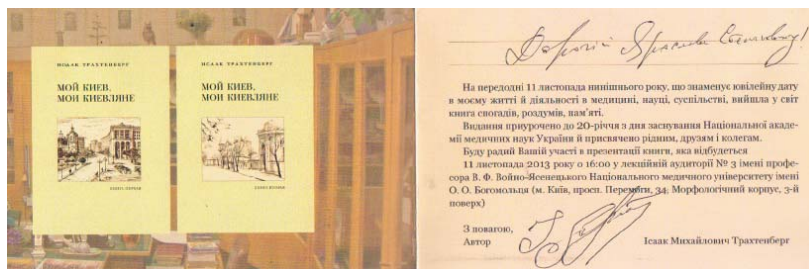 ИСААК ТРАХТЕНБЕРГ
МОЙ КИЕВ,
МОИ КИЕВЛЯНЕ
КНИГА ПЕРВАЯ
ИСААК ТРАХТЕНБЕРГ
МОЙ КИЕВ,
МОИ КИЕВЛЯНЕ
КНИГА ВТОРАЯ
На передодні 11 листопада нинішнього року, що знаменує ювілейну дату
в моєму житті й діяльності в медицині, науці, суспільстві, вийшла у світ
книга спогадів, роздумів, пам'яті.
Видання приурочено до 20-річчя з дня заснування Національної акаде-
мії медичних наук України й присвячено рідним, друзям і колегам.
Буду радий Вашій участі в презентації книги, яка відбудеться
11 листопада 2013 року о 16:00 у лекційній аудиторії № 3 імені профе-
сора В. Ф. Войно-Ясенецького Національного медичного університету імені
О. О. Богомольця (м. Київ, просп. Перемоги, 34; Морфологічний корпус, 3-й
поверх)
З повагою,
Автор
Ісаак Михайлович Трахтенберг